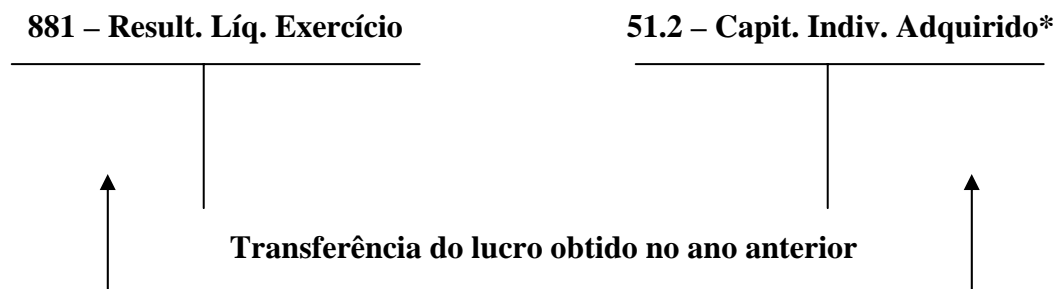 881 – Result. Líq. Exercício
51.2 – Capit. Indiv. Adquirido*
Transferência do lucro obtido no ano anterior